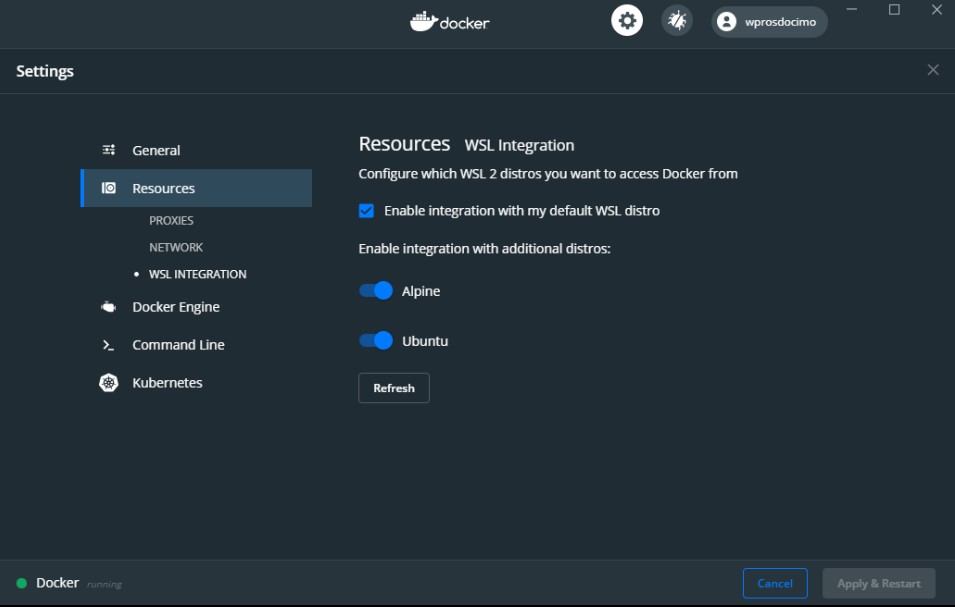 docker
wprosdocimo
Settings
General
Resources
PROXIES
NETWORK
WSL INTEGRATION
Docker Engine
Command Line
Kubernetes
Resources WSL Integration
Configure which WSL 2 distros you want to access Docker from
Enable integration with my default WSL distro
Enable integration with additional distros:
Alpine
Ubuntu
Refresh
Docker running
Cancel
Apply & Restart